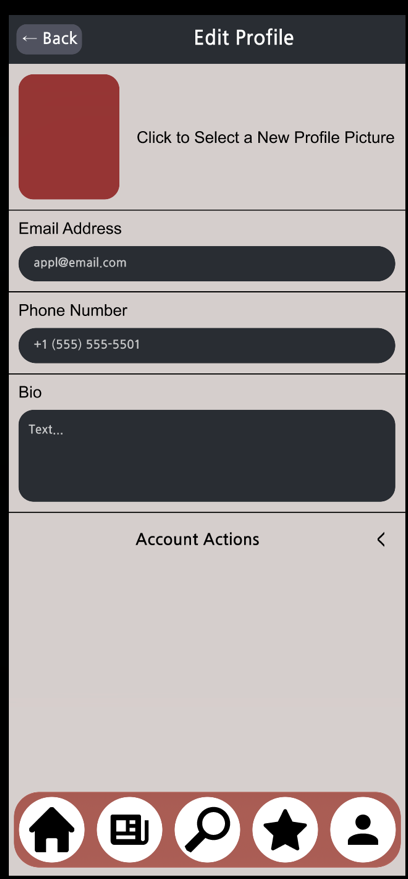 ← Back
Edit Profile
Click to Select a New Profile Picture
Email Address
appl@email.com
Phone Number
+1 (555) 555-5501
Bio
Text...
Account Actions